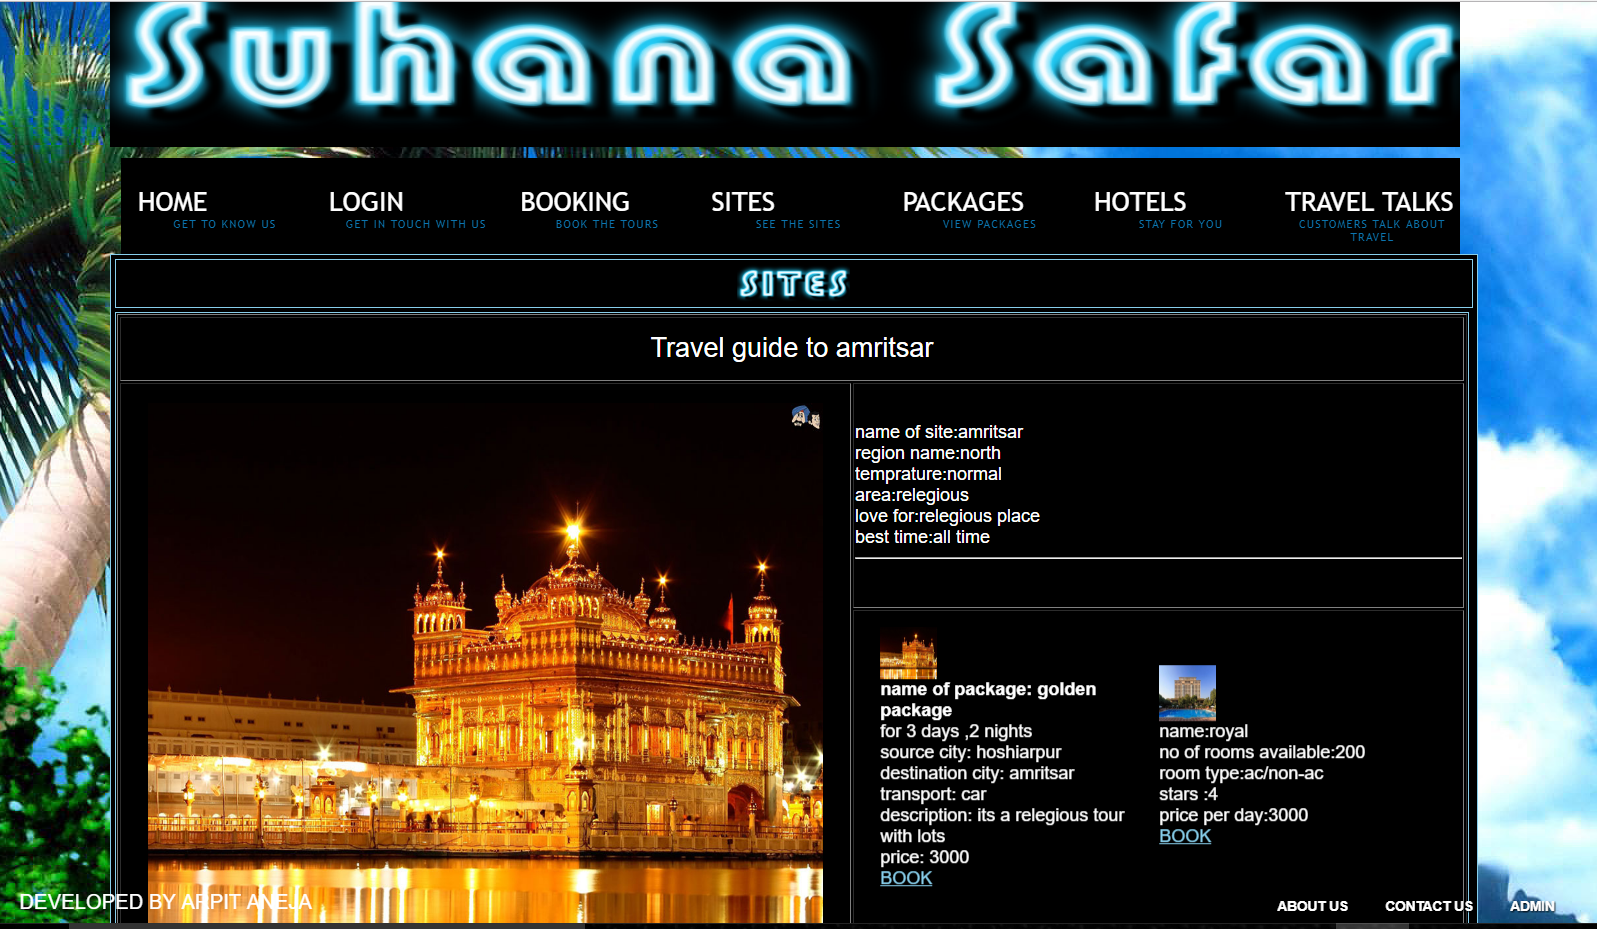 Suhana Safar
HOME
GET TO KNOW US
LOGIN
GET IN TOUCH WITH US
BOOKING
BOOK THE TOURS
SITES
SEE THE SITES
PACKAGES
VIEW PACKAGES
HOTELS
STAY FOR YOU
TRAVEL TALKS
CUSTOMERS TALK ABOUT
TRAVEL
SITES
Travel guide to amritsar
name of site:amritsar
region name:north
temprature:normal
area:relegious
love for:relegious place
best time:all time
name of package: golden
package
for 3 days ,2 nights
source city: hoshiarpur
destination city: amritsar
transport: car
description: its a relegious tour
with lots
price: 3000
BOOK
name:royal
no of rooms available:200
room type:ac/non-ac
stars :4
price per day:3000
BOOK
DEVELOPED BY ARPIT ANEJA
ABOUT US
CONTACT US
ADMIN